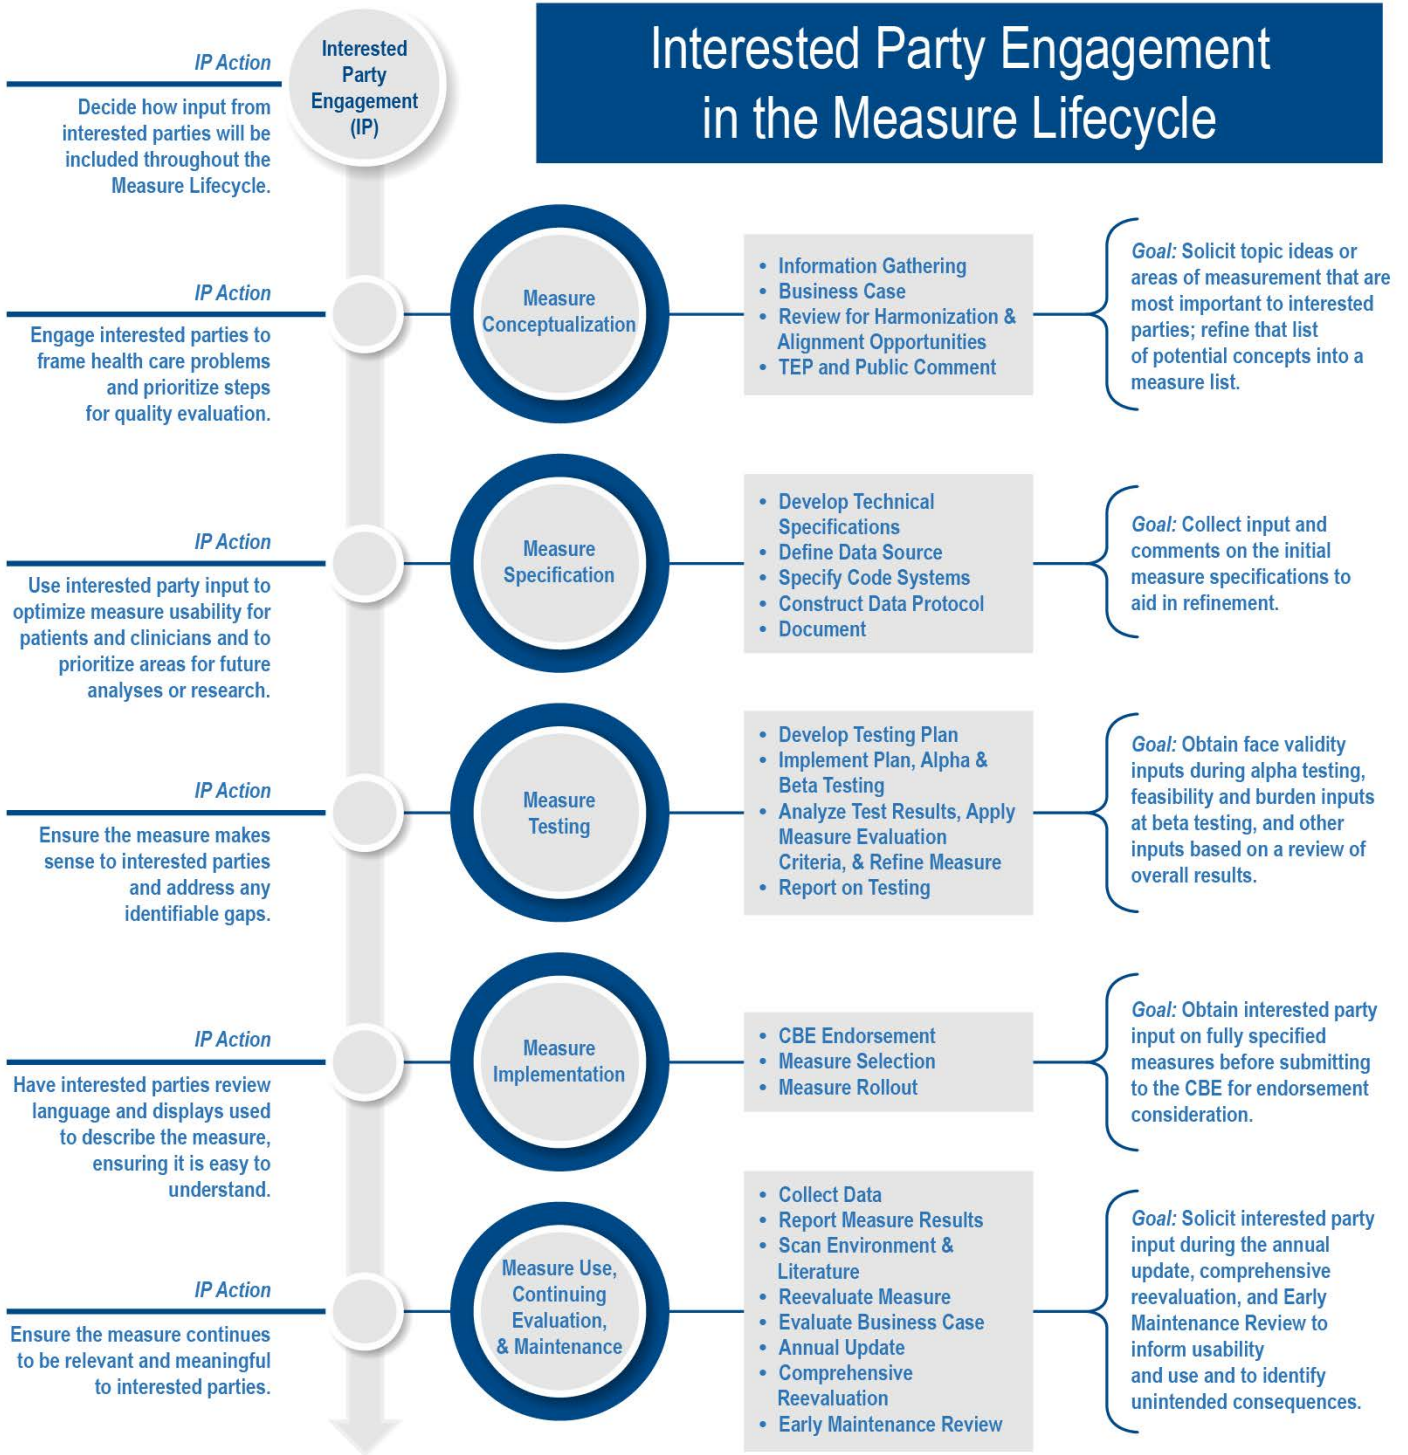 Interested Party Engagement
in the Measure Lifecycle
Interested
Party
Engagement
(IP)
IP Action
Decide how input from
interested parties will be
included throughout the
Measure Lifecycle.
IP Action
Engage interested parties to
frame health care problems
and prioritize steps
for quality evaluation.
Measure
Conceptualization
• Information Gathering
• Business Case
• Review for Harmonization &
Alignment Opportunities
• TEP and Public Comment
Goal: Solicit topic ideas or
areas of measurement that are
most important to interested
parties; refine that list
of potential concepts into a
measure list.
IP Action
Use interested party input to
optimize measure usability for
patients and clinicians and to
prioritize areas for future
analyses or research.
Measure
Specification
• Develop Technical
Specifications
• Define Data Source
• Specify Code Systems
• Construct Data Protocol
• Document
Goal: Collect input and
comments on the initial
measure specifications to
aid in refinement.
IP Action
Ensure the measure makes
sense to interested parties
and address any
identifiable gaps.
Measure
Testing
• Develop Testing Plan
• Implement Plan, Alpha &
Beta Testing
• Analyze Test Results, Apply
Measure Evaluation
Criteria, & Refine Measure
• Report on Testing
Goal: Obtain face validity
inputs during alpha testing,
feasibility and burden inputs
at beta testing, and other
inputs based on a review of
overall results.
IP Action
Have interested parties review
language and displays used
to describe the measure,
ensuring it is easy to
understand.
Measure
Implementation
• CBE Endorsement
• Measure Selection
• Measure Rollout
Goal: Obtain interested party
input on fully specified
measures before submitting
to the CBE for endorsement
consideration.
IP Action
Ensure the measure continues
to be relevant and meaningful
to interested parties.
Measure Use,
Continuing
Evaluation,
& Maintenance
• Collect Data
• Report Measure Results
• Scan Environment &
Literature
• Reevaluate Measure
• Evaluate Business Case
• Annual Update
• Comprehensive
Reevaluation
• Early Maintenance Review
Goal: Solicit interested party
input during the annual
update, comprehensive
reevaluation, and Early
Maintenance Review to
inform usability
and use and to identify
unintended consequences.